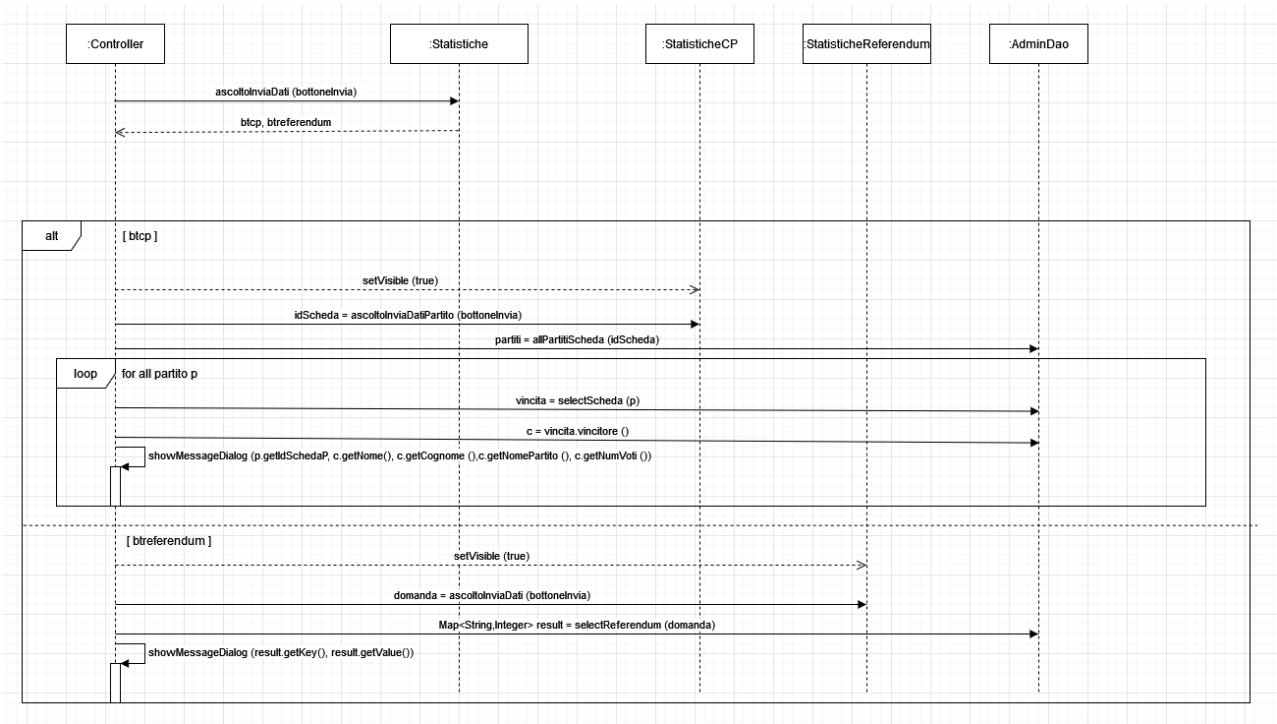 :Controller
:Statistiche
:StatisticheCP
:StatisticheReferendum
:AdminDao
ascoltoInviaDati (bottoneInvia)
btcp, btreferendum
alt
[ btcp ]
setVisible (true)
idScheda = ascoltoInviaDatiPartito (bottoneInvia)
partiti = allPartitiScheda (idScheda)
loop
for all partito p
vincita = selectScheda (p)
c = vincita.vincitore ()
showMessageDialog (p.getIdSchedaP, c.getNome(), c.getCognome (),c.getNomePartito (), c.getNumVoti ())
[ btreferendum ]
setVisible (true)
domanda = ascoltoInviaDati (bottoneInvia)
Map<String,Integer> result = selectReferendum (domanda)
showMessageDialog (result.getKey(), result.getValue())